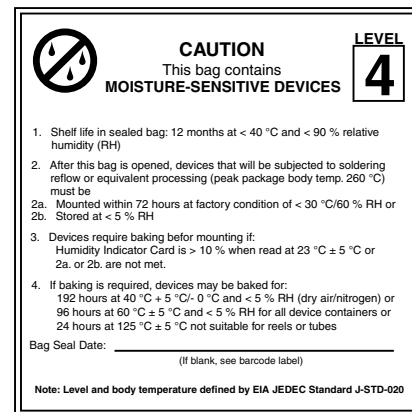 LEVEL
CAUTION
This bag contains
MOISTURE-SENSITIVE DEVICES
4
1. Shelf life in sealed bag: 12 months at < 40 °C and < 90 % relative
humidity (RH)
2. After this bag is opened, devices that will be subjected to soldering
reflow or equivalent processing (peak package body temp. 260 °C)
must be
2a. Mounted within 72 hours at factory condition of < 30 °C/60 % RH or
2b. Stored at < 5 % RH
3. Devices require baking befor mounting if:
Humidity Indicator Card is > 10 % when read at 23 °C ± 5 °C or
2a. or 2b. are not met.
4. If baking is required, devices may be baked for:
192 hours at 40 °C + 5 °C/- 0 °C and < 5 % RH (dry air/nitrogen) or
96 hours at 60 °C ± 5 °C and < 5 % RH for all device containers or
24 hours at 125 °C ± 5 °C not suitable for reels or tubes
Bag Seal Date:
(If blank, see barcode label)
Note: Level and body temperature defined by EIA JEDEC Standard J-STD-020